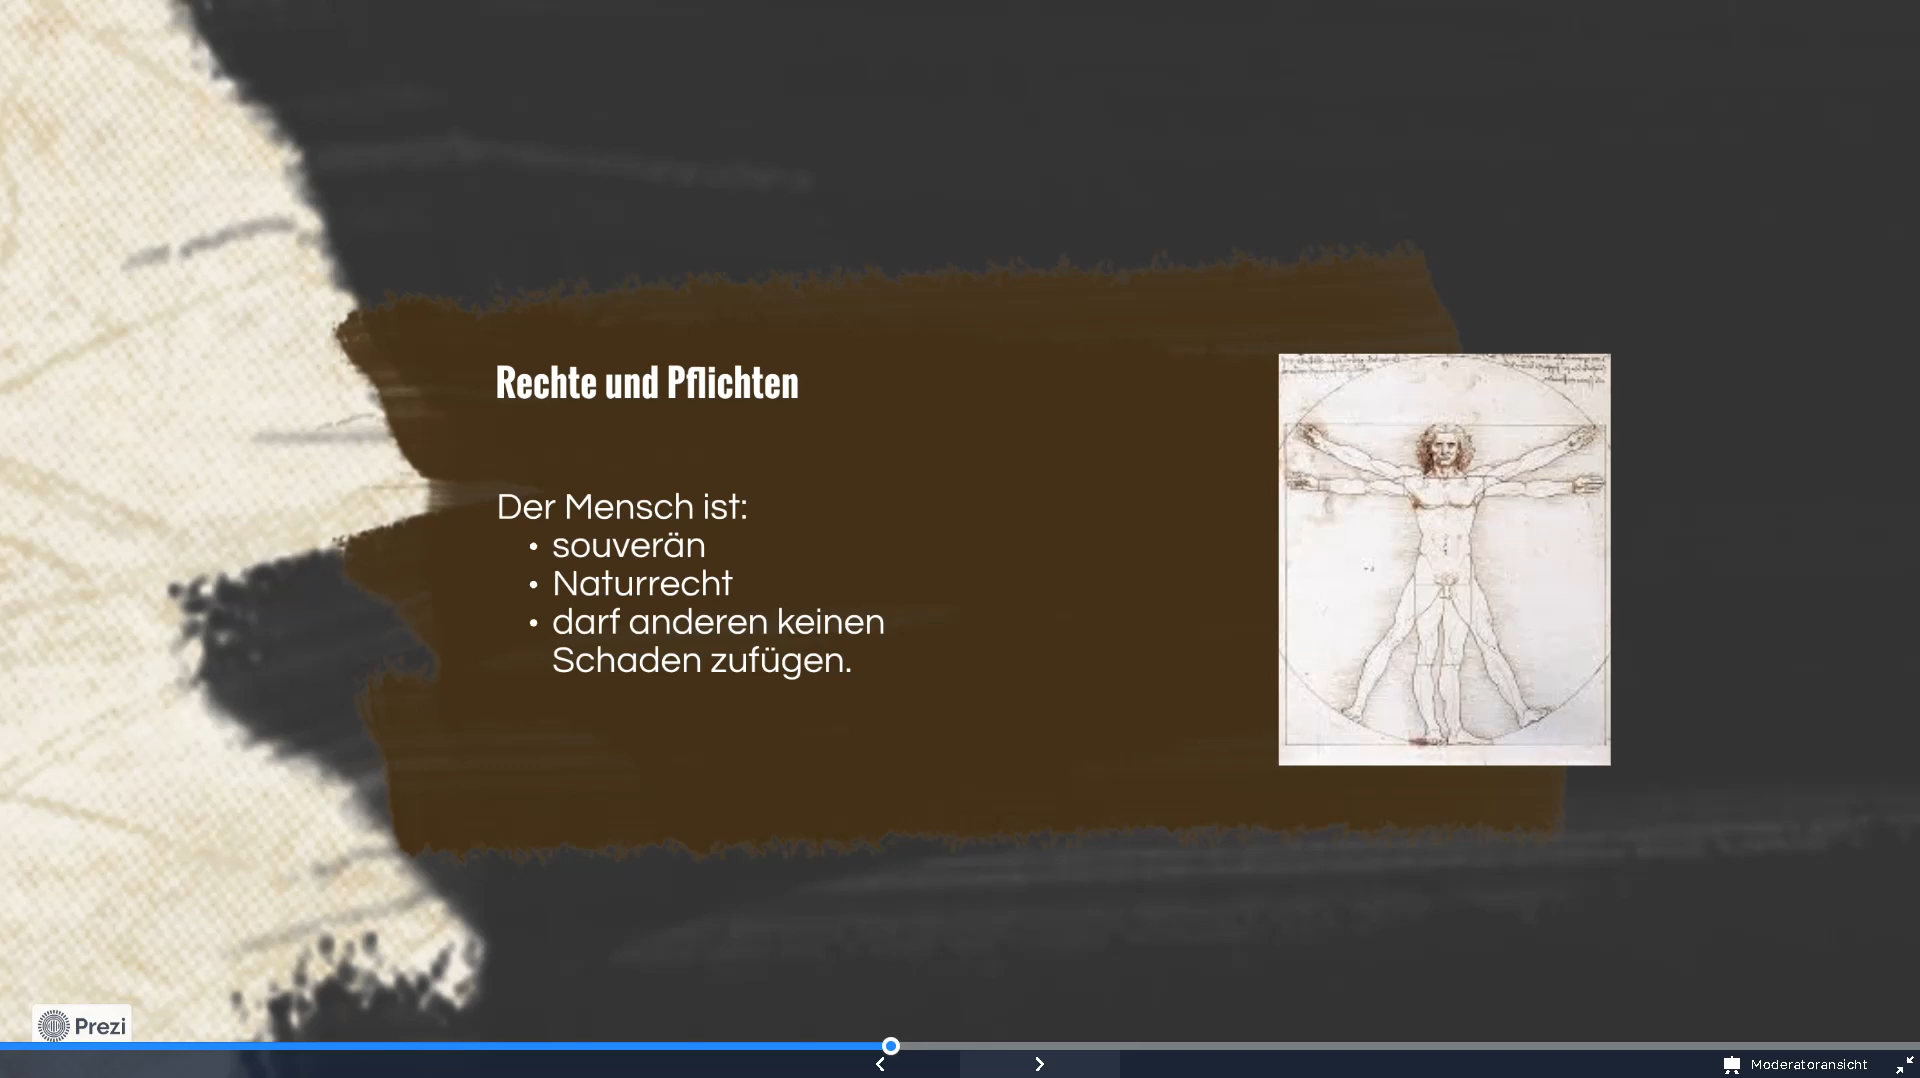 Rechte und Pflichten
Der Mensch ist:
• souverän
• Naturrecht
• darf anderen keinen
Schaden zufügen.
Prezi
Moderatoransicht